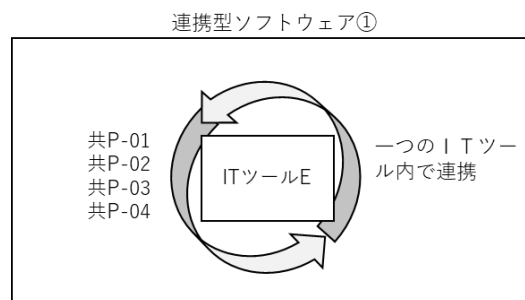 連携型ソフトウェア①
共P-01
共P-02
共P-03
共P-04
ITツールE
一つのＩＴツー
ル内で連携